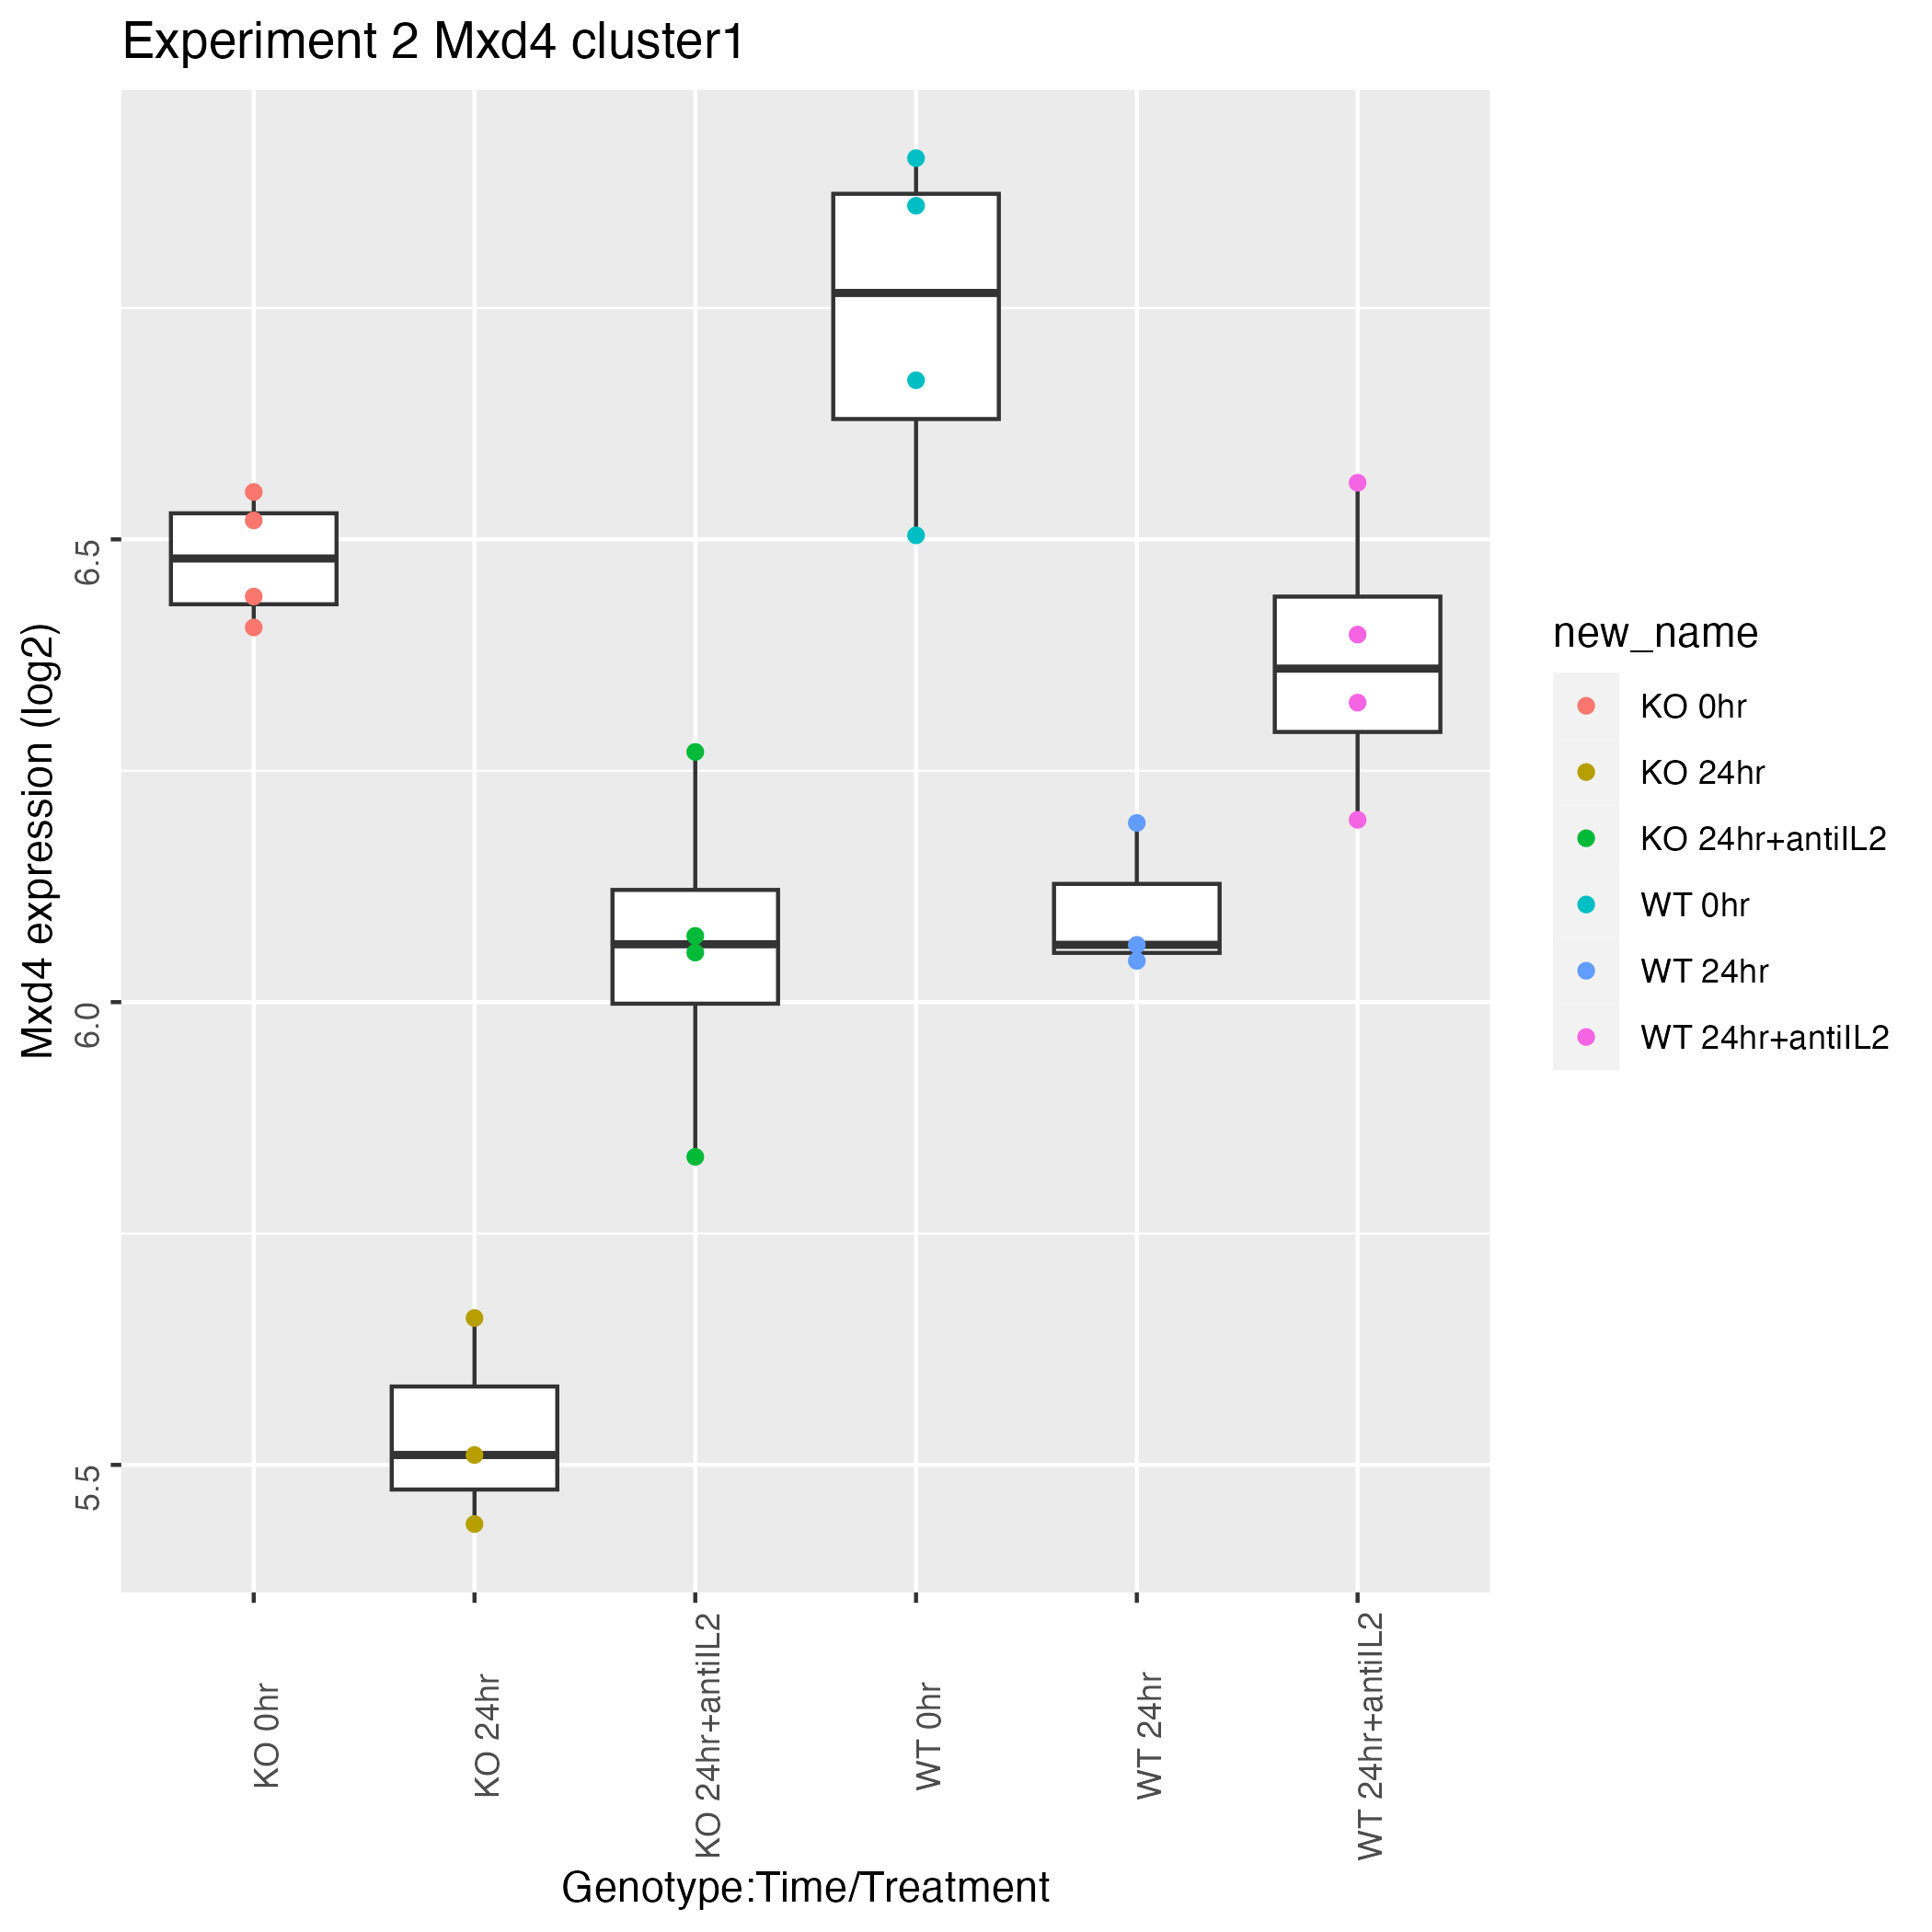 Experiment 2 Mxd4 cluster1
Mxd4 expression (log2)
6.5
6.0
5.5
KO 0hr
KO 24hr
KO 24hr+antiIL2
WT 0hr
WT 24hr
WT 24hr+antiIL2
Genotype:Time/Treatment
new_name
KO 0hr
KO 24hr
KO 24hr+antiIL2
WT 0hr
WT 24hr
WT 24hr+antiIL2